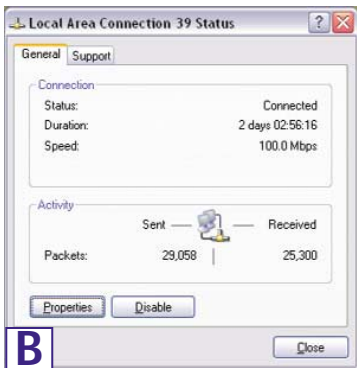 Local Area Connection 39 Status
General Support
Connection
Status: Connected
Duration: 2 days 02:56:16
Speed: 100.0 Mbps
Activity
Sent — — Received
Packets: 29,058 | 25,300
Properties Disable
Close
B